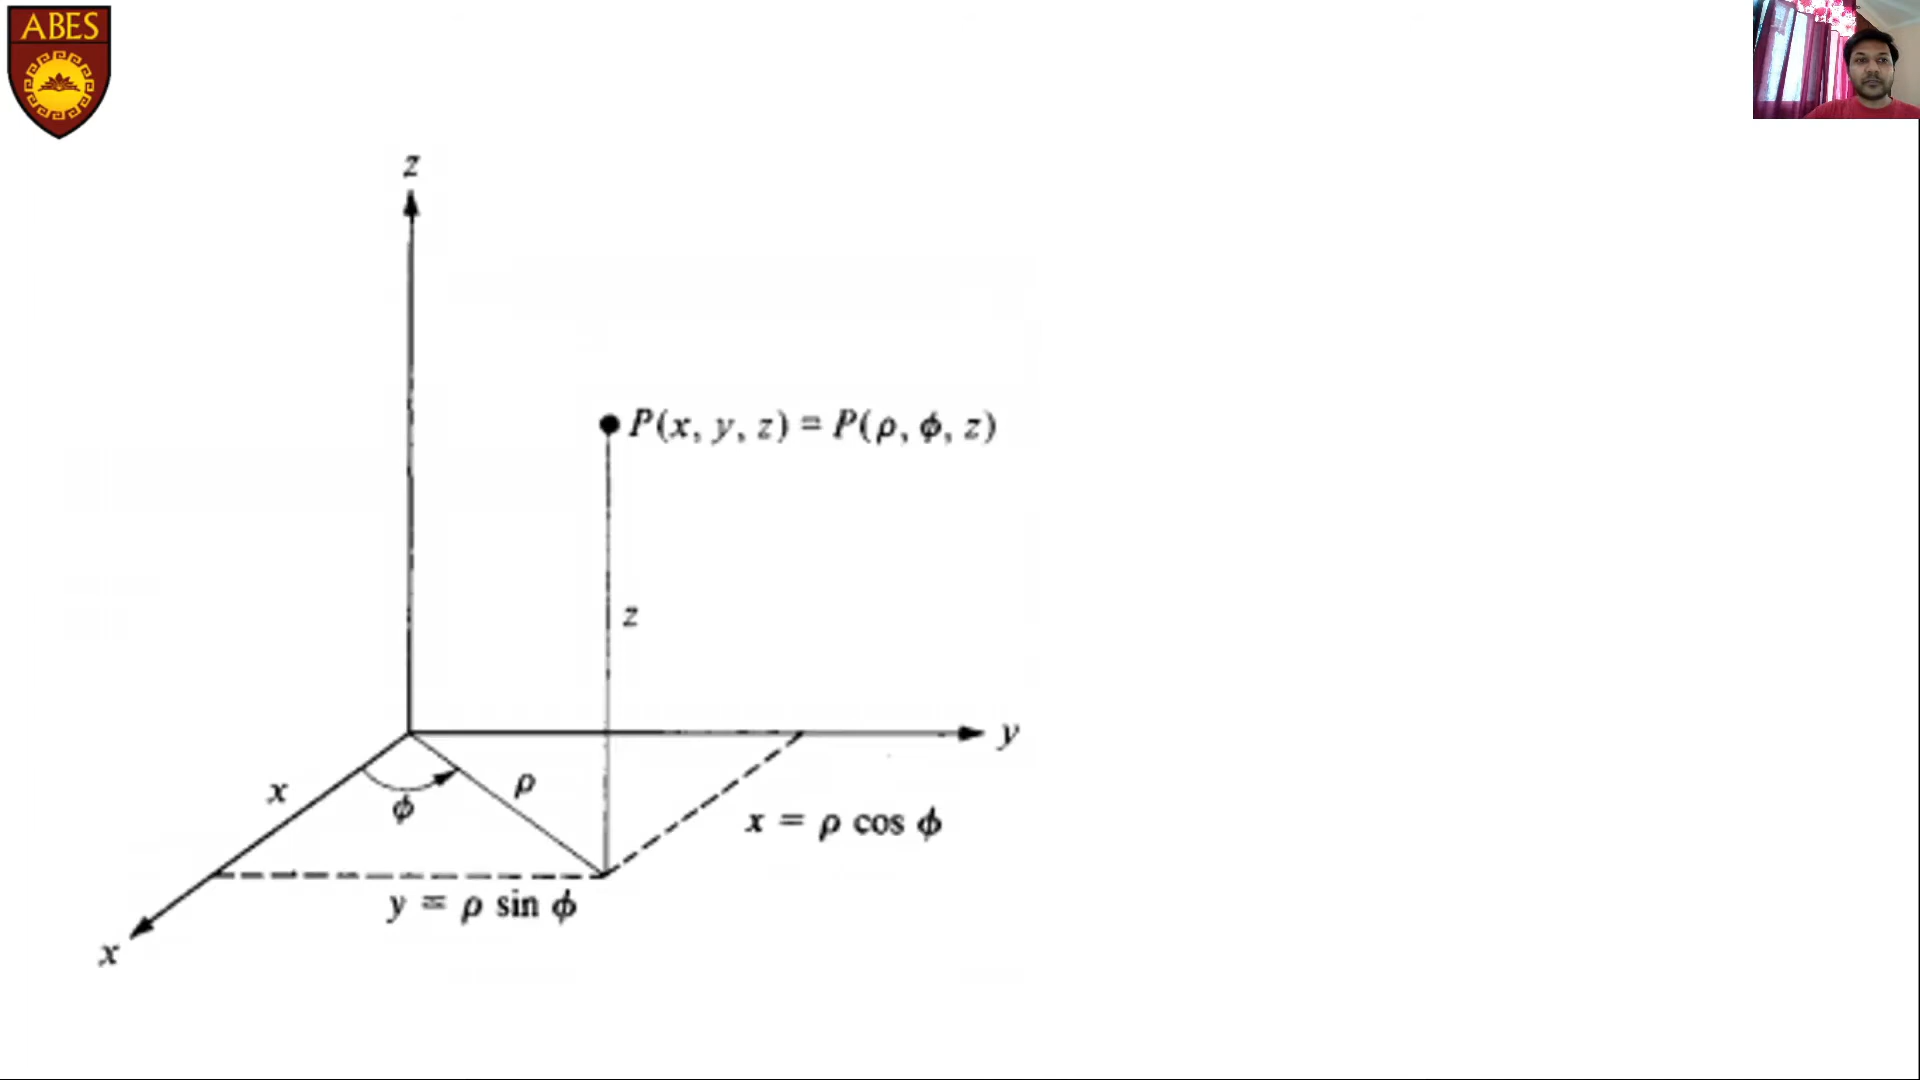 ABES
z
P(x, y, z) = P(ρ, ϕ, z)
z
y
x
ϕ
ρ
x = ρ cos ϕ
y = ρ sin ϕ
x